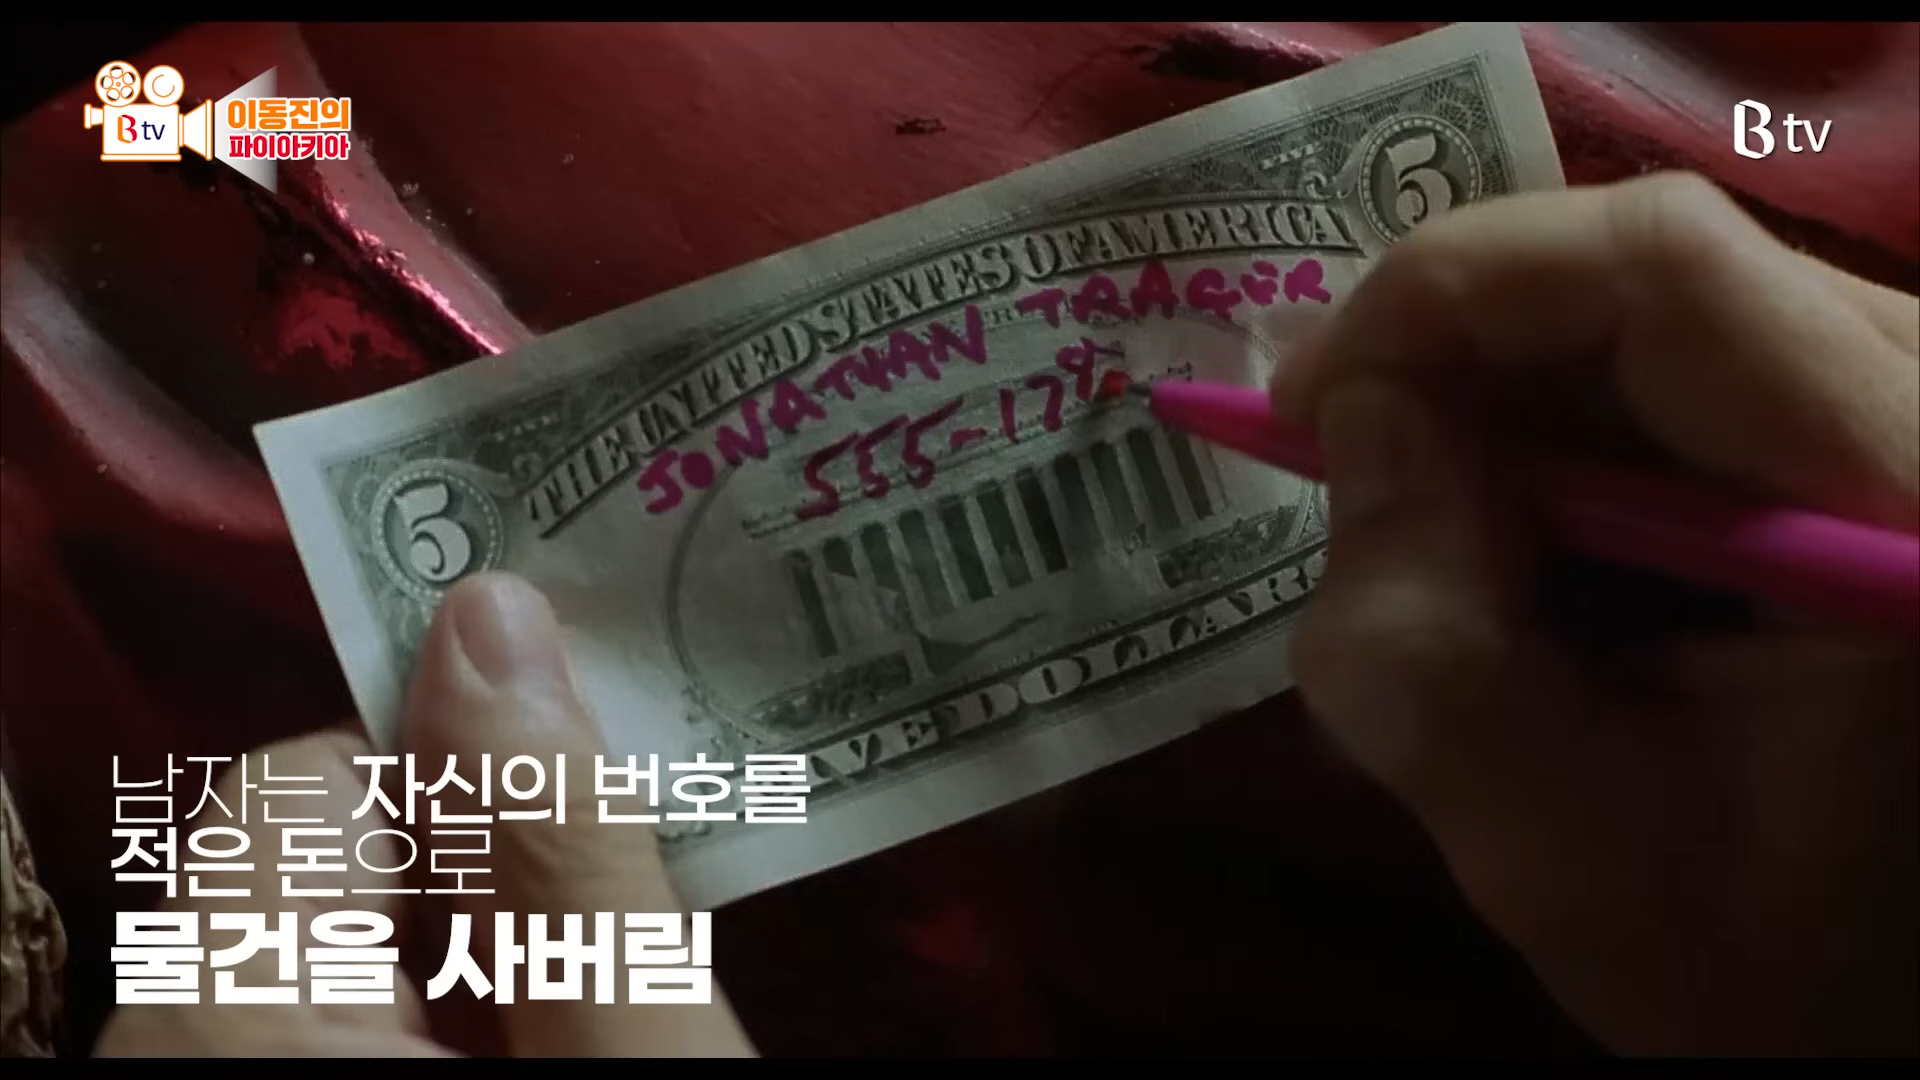 B tv
이동진의
파이아키아
B tv
FIVE
5
THE UNITED STATES OF AMERICA
JONATHAN TRAGER
555-17
5
FIVE DOLLARS
남자는 자신의 번호를
적은 돈으로
물건을 사버림